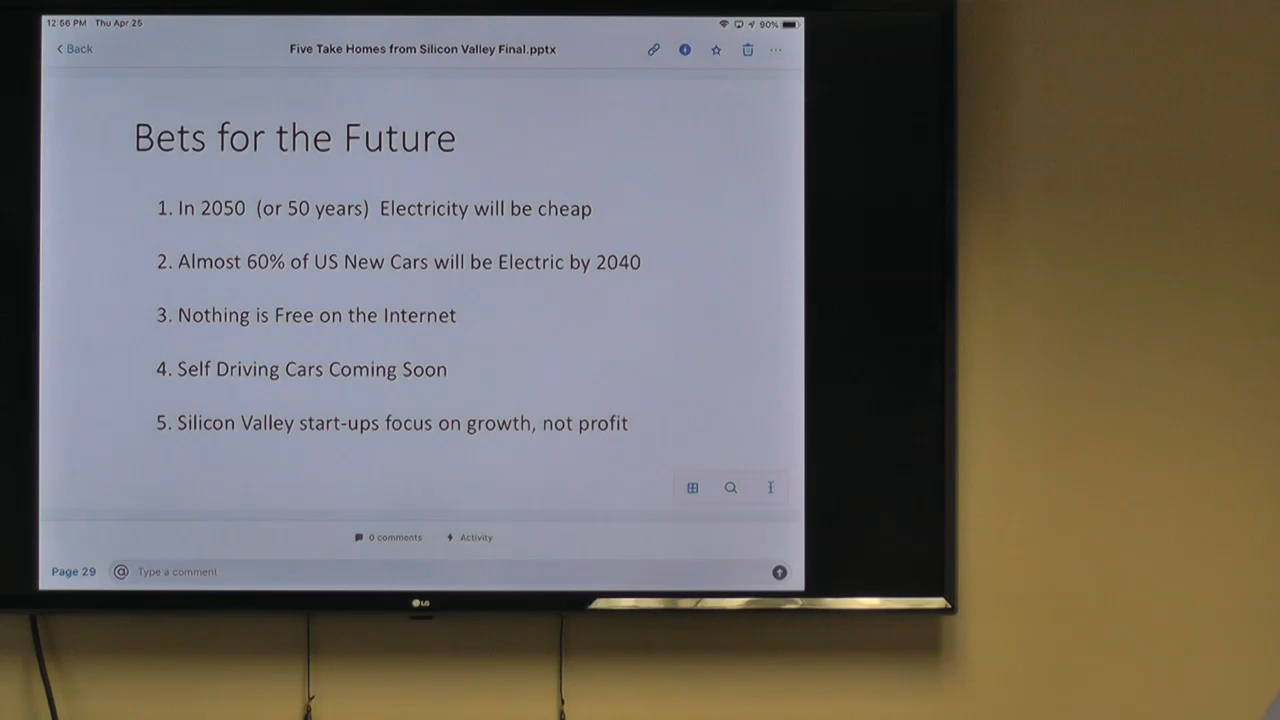 12:56 PM Thu Apr 25
90%
Back
Five Take Homes from Silicon Valley Final.pptx
Bets for the Future
1. In 2050 (or 50 years) Electricity will be cheap
2. Almost 60% of US New Cars will be Electric by 2040
3. Nothing is Free on the Internet
4. Self Driving Cars Coming Soon
5. Silicon Valley start-ups focus on growth, not profit
0 comments Activity
Page 29 @ Type a comment
LG